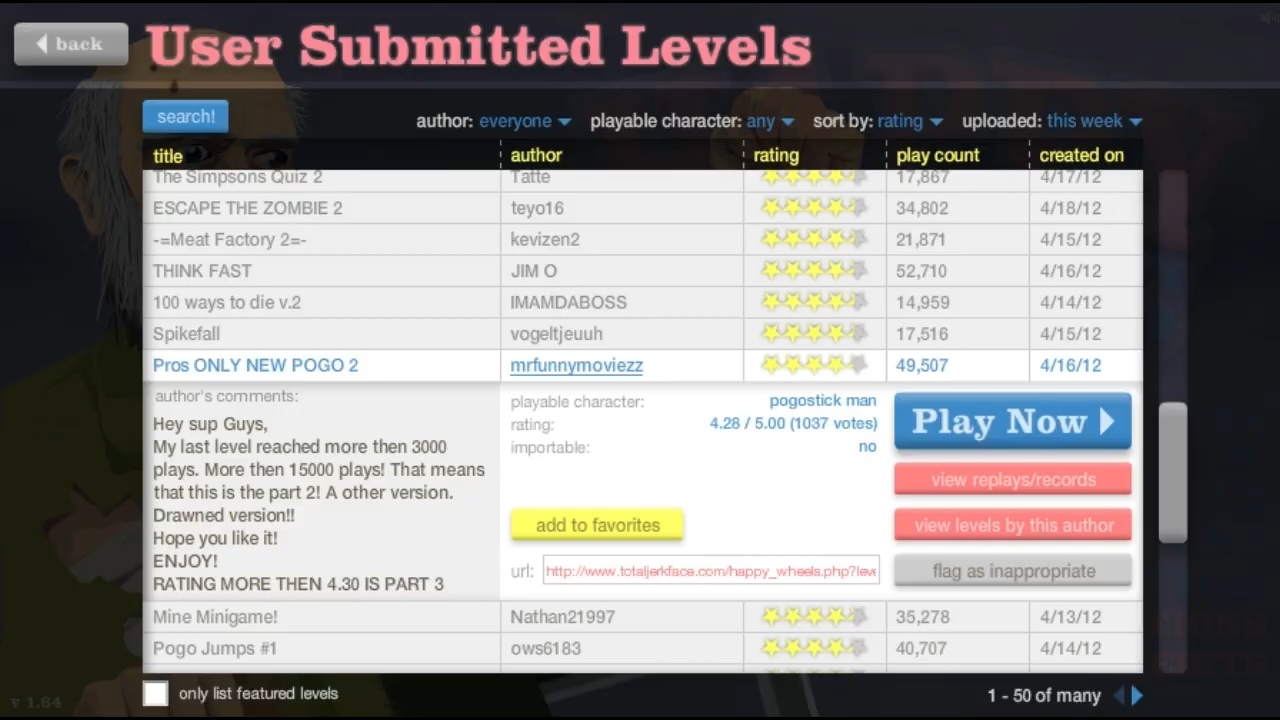 back
User Submitted Levels
search!
author: everyone playable character: any sort by: rating uploaded: this week
title author rating play count created on
The Simpsons Quiz 2 Tatte 17,867 4/17/12
ESCAPE THE ZOMBIE 2 teyo16 34,802 4/18/12
-=Meat Factory 2=- kevizen2 21,871 4/15/12
THINK FAST JIM O 52,710 4/16/12
100 ways to die v.2 IMAMDABOSS 14,959 4/14/12
Spikefall vogeltjeuuh 17,516 4/15/12
Pros ONLY NEW POGO 2 mrfunnymoviezz 49,507 4/16/12
author's comments:
Hey sup Guys,
My last level reached more then 3000
plays. More then 15000 plays! That means
that this is the part 2! A other version.
Drawned version!!
Hope you like it!
ENJOY!
RATING MORE THEN 4.30 IS PART 3
playable character: pogostick man
rating: 4.28 / 5.00 (1037 votes)
importable: no
add to favorites
url: http://www.totaljerkface.com/happy_wheels.php?leve
Play Now
view replays/records
view levels by this author
flag as inappropriate
Mine Minigame! Nathan21997 35,278 4/13/12
Pogo Jumps #1 ows6183 40,707 4/14/12
only list featured levels
1 - 50 of many
v 1.64